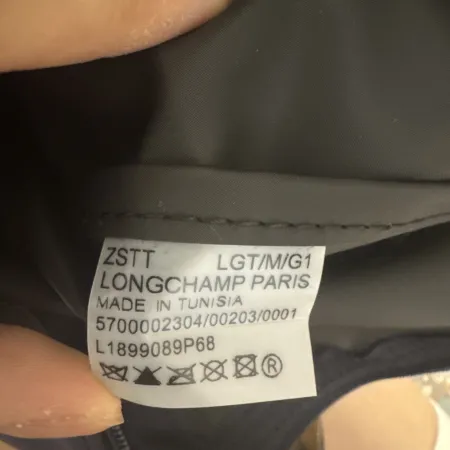 ZSTT LGT/M/G1
LONGCHAMP PARIS
MADE IN TUNISIA
5700002304/00203/0001
L1899089P68
®